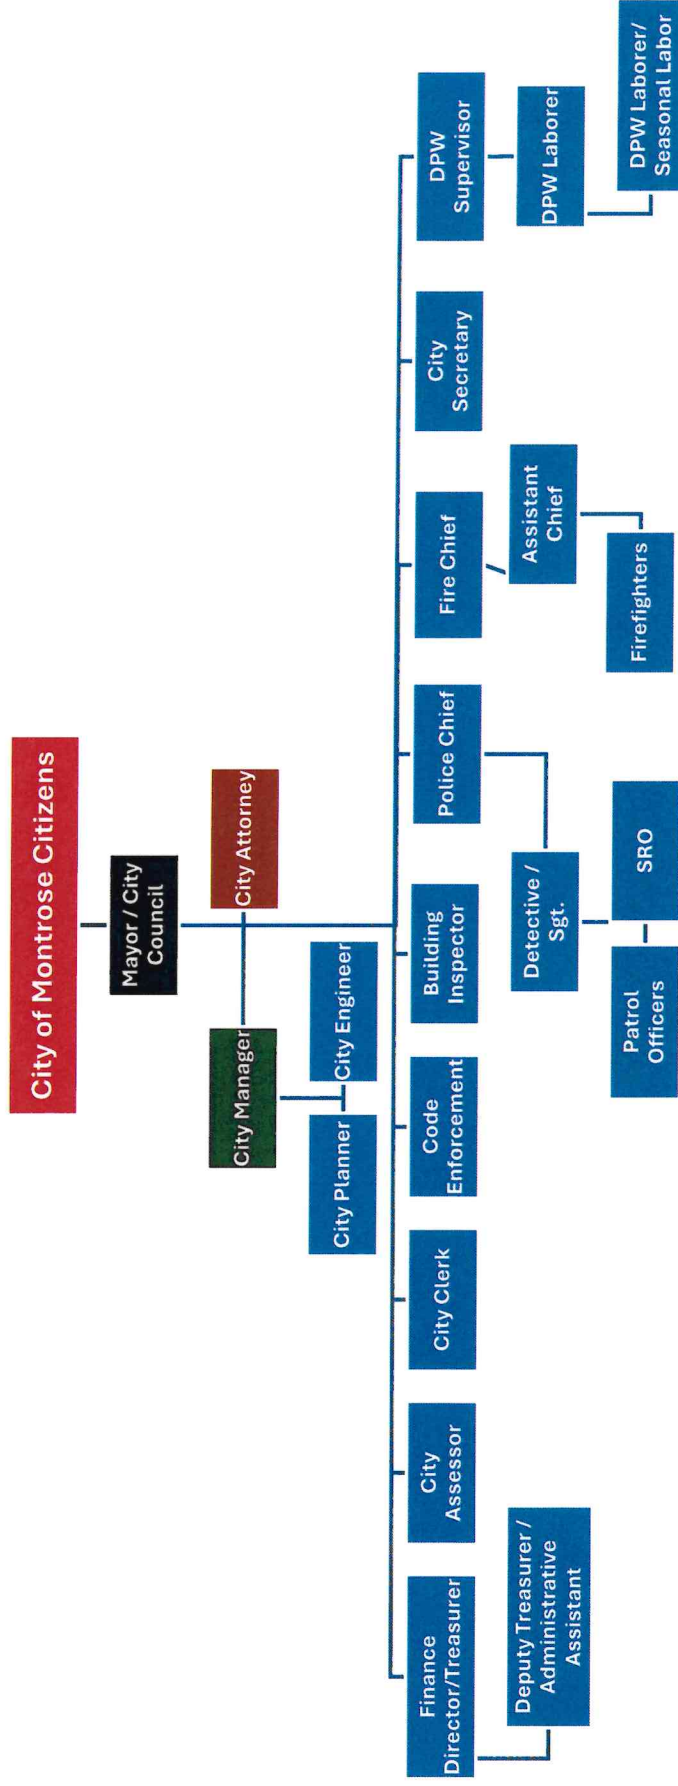 City of Montrose Citizens
Mayor / City
Council
City Manager
City Attorney
City Planner
City Engineer
Finance
Director/Treasurer
City
Assessor
City Clerk
Code
Enforcement
Building
Inspector
Police Chief
Fire Chief
City
Secretary
DPW
Supervisor
Deputy Treasurer /
Administrative
Assistant
Detective /
Sgt.
Assistant
Chief
DPW Laborer
Patrol
Officers
SRO
Firefighters
DPW Laborer/
Seasonal Labor